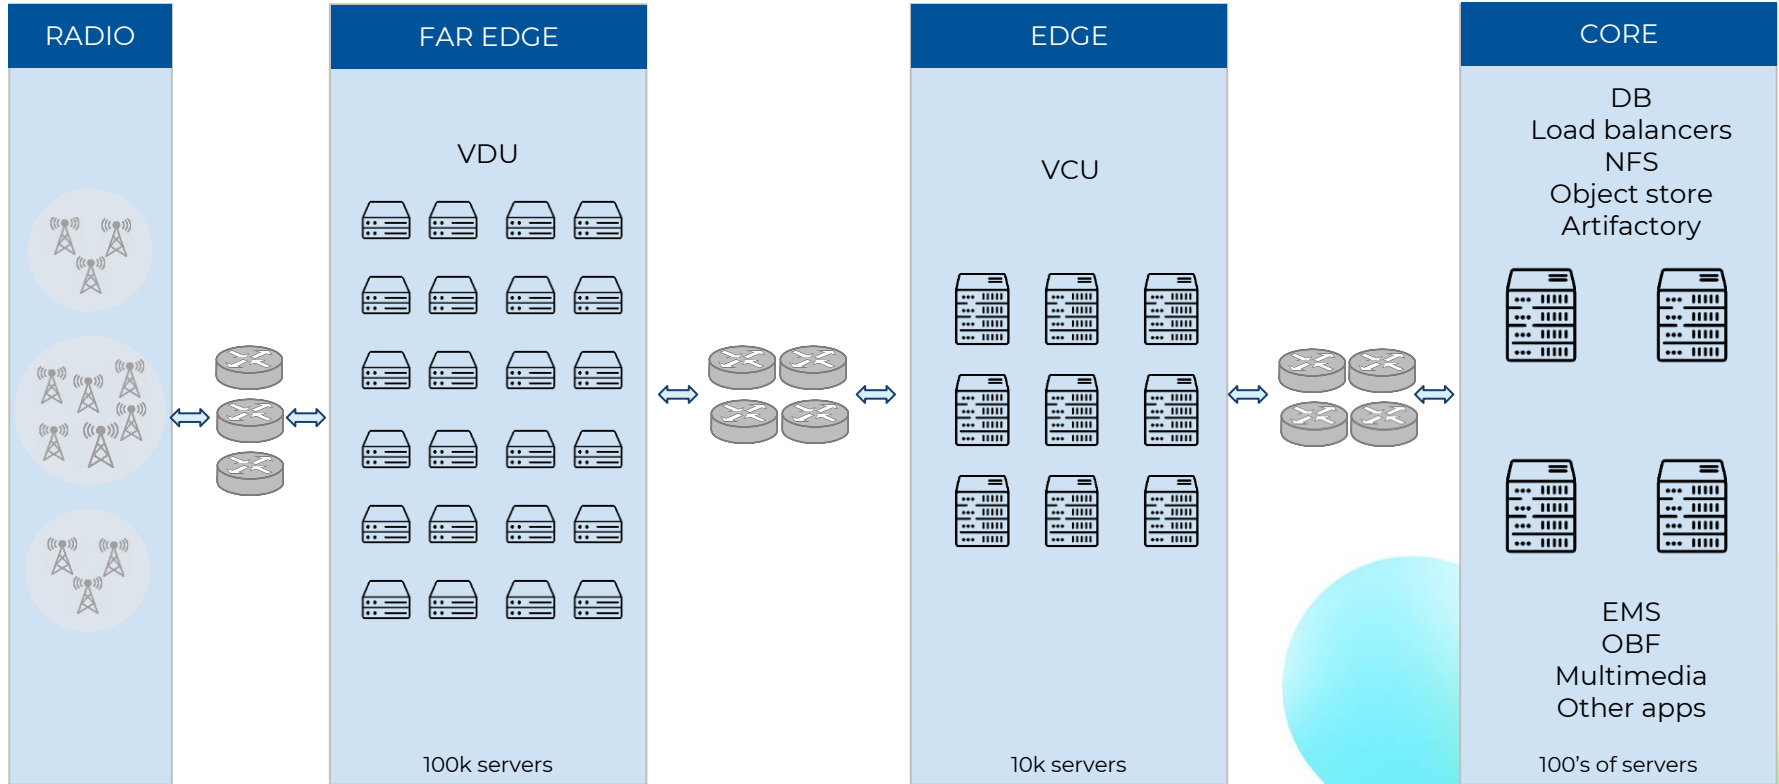 RADIO
FAR EDGE
VDU
100k servers
EDGE
VCU
10k servers
CORE
DB
Load balancers
NFS
Object store
Artifactory
EMS
OBF
Multimedia
Other apps
100’s of servers